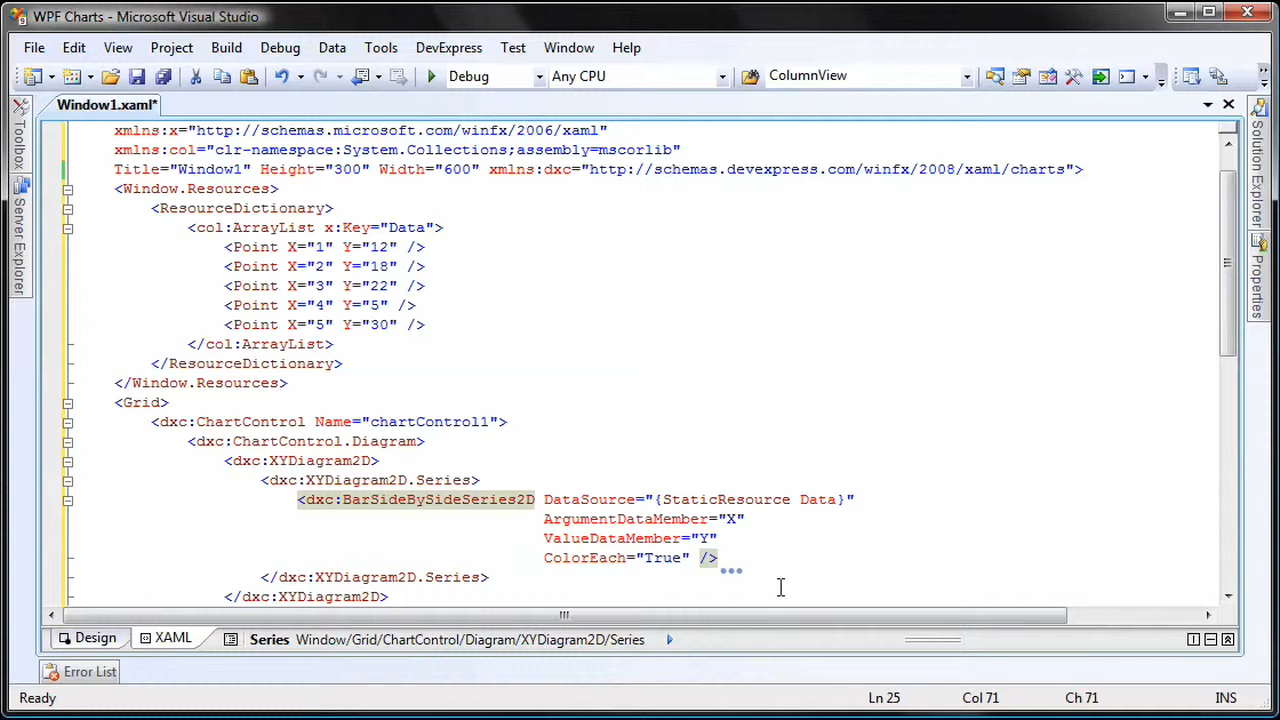 WPF Charts - Microsoft Visual Studio
File Edit View Project Build Debug Data Tools DevExpress Test Window Help
Debug Any CPU ColumnView
Window1.xaml*
Toolbox
Server Explorer
xmlns:x="http://schemas.microsoft.com/winfx/2006/xaml"
xmlns:col="clr-namespace:System.Collections;assembly=mscorlib"
Title="Window1" Height="300" Width="600" xmlns:dxc="http://schemas.devexpress.com/winfx/2008/xaml/charts">
<Window.Resources>
<ResourceDictionary>
<col:ArrayList x:Key="Data">
<Point X="1" Y="12" />
<Point X="2" Y="18" />
<Point X="3" Y="22" />
<Point X="4" Y="5" />
<Point X="5" Y="30" />
</col:ArrayList>
</ResourceDictionary>
</Window.Resources>
<Grid>
<dxc:ChartControl Name="chartControl1">
<dxc:ChartControl.Diagram>
<dxc:XYDiagram2D>
<dxc:XYDiagram2D.Series>
<dxc:BarSideBySideSeries2D DataSource="{StaticResource Data}"
ArgumentDataMember="X"
ValueDataMember="Y"
ColorEach="True" />
</dxc:XYDiagram2D.Series>
</dxc:XYDiagram2D>
Solution Explorer
Properties
Design XAML Series Window/Grid/ChartControl/Diagram/XYDiagram2D/Series
Error List
Ready Ln 25 Col 71 Ch 71 INS